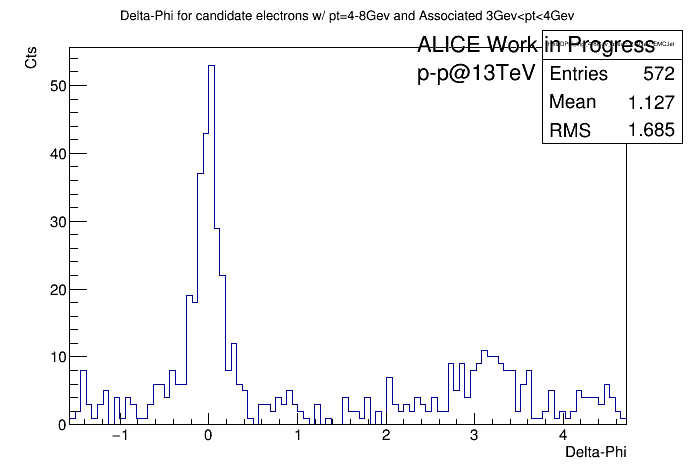 Delta-Phi for candidate electrons w/ pt=4-8Gev and Associated 3Gev<pt<4Gev
Cts
ALICE Work in Progress
p-p@13TeV
Entries 572
Mean 1.127
RMS 1.685
50
40
30
20
10
0
−1 0 1 2 3 4
Delta-Phi